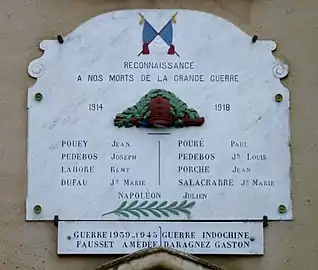 RECONNAISSANCE
A NOS MORTS DE LA GRANDE GUERRE
1914 1918
POUEY JEAN POURÉ PAUL
PEDEBOS JOSEPH PEDEBOS JN LOUIS
LAHORE REMY PORCHE JEAN
DUFAU JN MARIE SALACRABRE JN MARIE
NAPOLÉON JULIEN
GUERRE 1939-1945 GUERRE INDOCHINE
FAUSSET AMÉDÉE DARAGNEZ GASTON